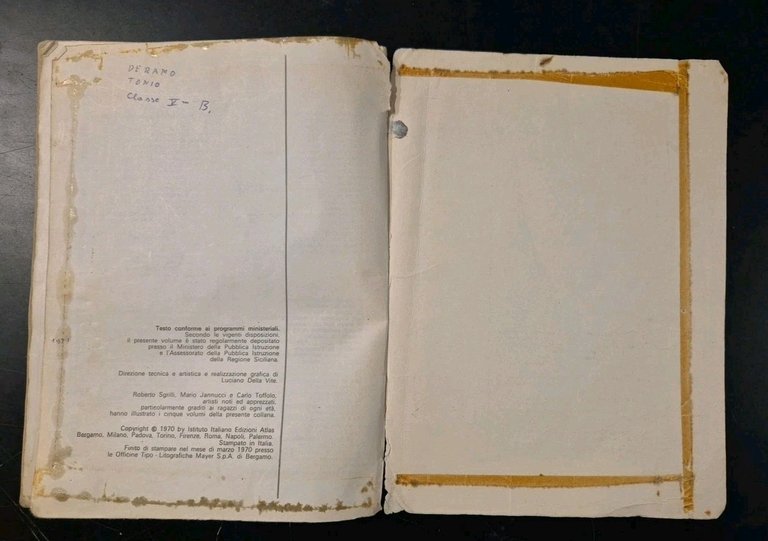 DERAMO
TONIO
Classe V - B,
Testo conforme ai programmi ministeriali.
Secondo le vigenti disposizioni,
il presente volume è stato regolarmente depositato
presso il Ministero della Pubblica Istruzione
e l'Assessorato della Pubblica Istruzione
della Regione Siciliana.
Direzione tecnica e artistica e realizzazione grafica di
Luciano Della Vite.
Roberto Sgrilli, Mario Jannucci e Carlo Toffolo,
artisti noti ed apprezzati,
particolarmente graditi ai ragazzi di ogni età,
hanno illustrato i cinque volumi della presente collana.
Copyright © 1970 by Istituto Italiano Edizioni Atlas
Bergamo, Milano, Padova, Torino, Firenze, Roma, Napoli, Palermo.
Stampato in Italia.
Finito di stampare nel mese di marzo 1970 presso
le Officine Tipo - Litografiche Mayer S.p.A. di Bergamo.